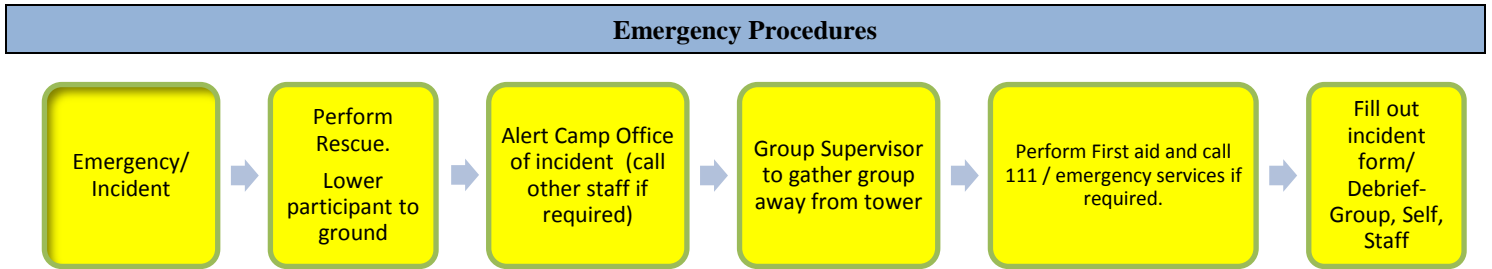 Emergency Procedures
Emergency/
Incident
Perform
Rescue.
Lower
participant to
ground
Alert Camp Office
of incident (call
other staff if
required)
Group Supervisor
to gather group
away from tower
Perform First aid and call
111 / emergency services if
required.
Fill out
incident
form/
Debrief-
Group, Self,
Staff